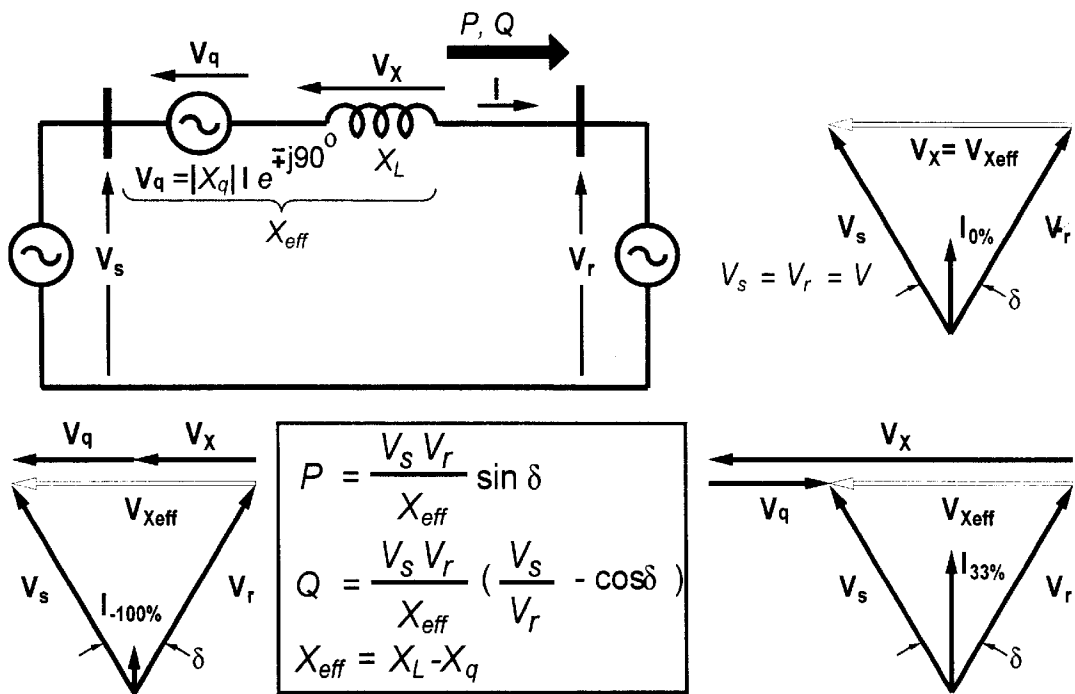 P, Q
Vq
VX
I
Vq =|Xq| I e ∓j90°
XL
Xeff
Vs
Vr
VX= VXeff
Vs
I0%
Vr
Vs = Vr = V
δ
Vq
VX
VXeff
Vs
Vr
I-100%
δ
P = Vs Vr / Xeff sin δ
Q = Vs Vr / Xeff ( Vs / Vr - cosδ )
Xeff = XL -Xq
VX
Vq
VXeff
Vs
I33%
Vr
δ